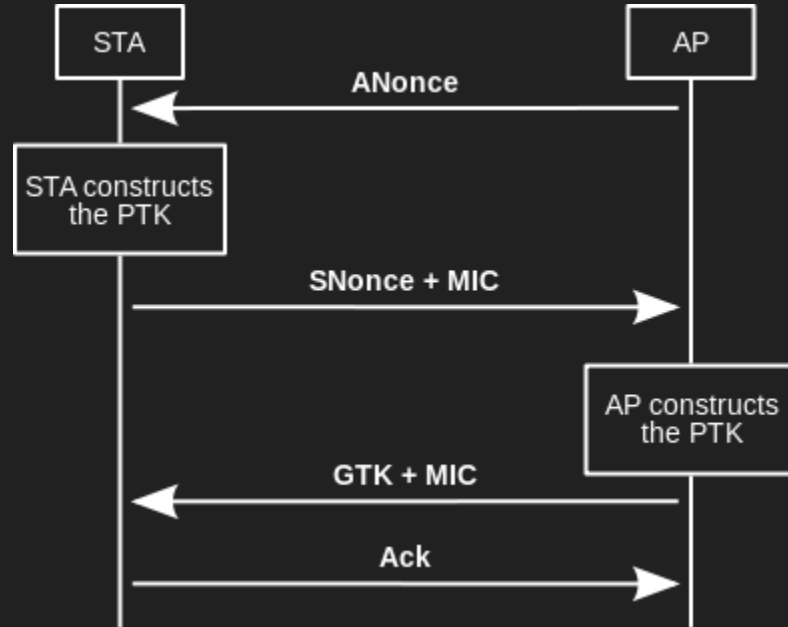 STA
AP
ANonce
STA constructs
the PTK
SNonce + MIC
AP constructs
the PTK
GTK + MIC
Ack